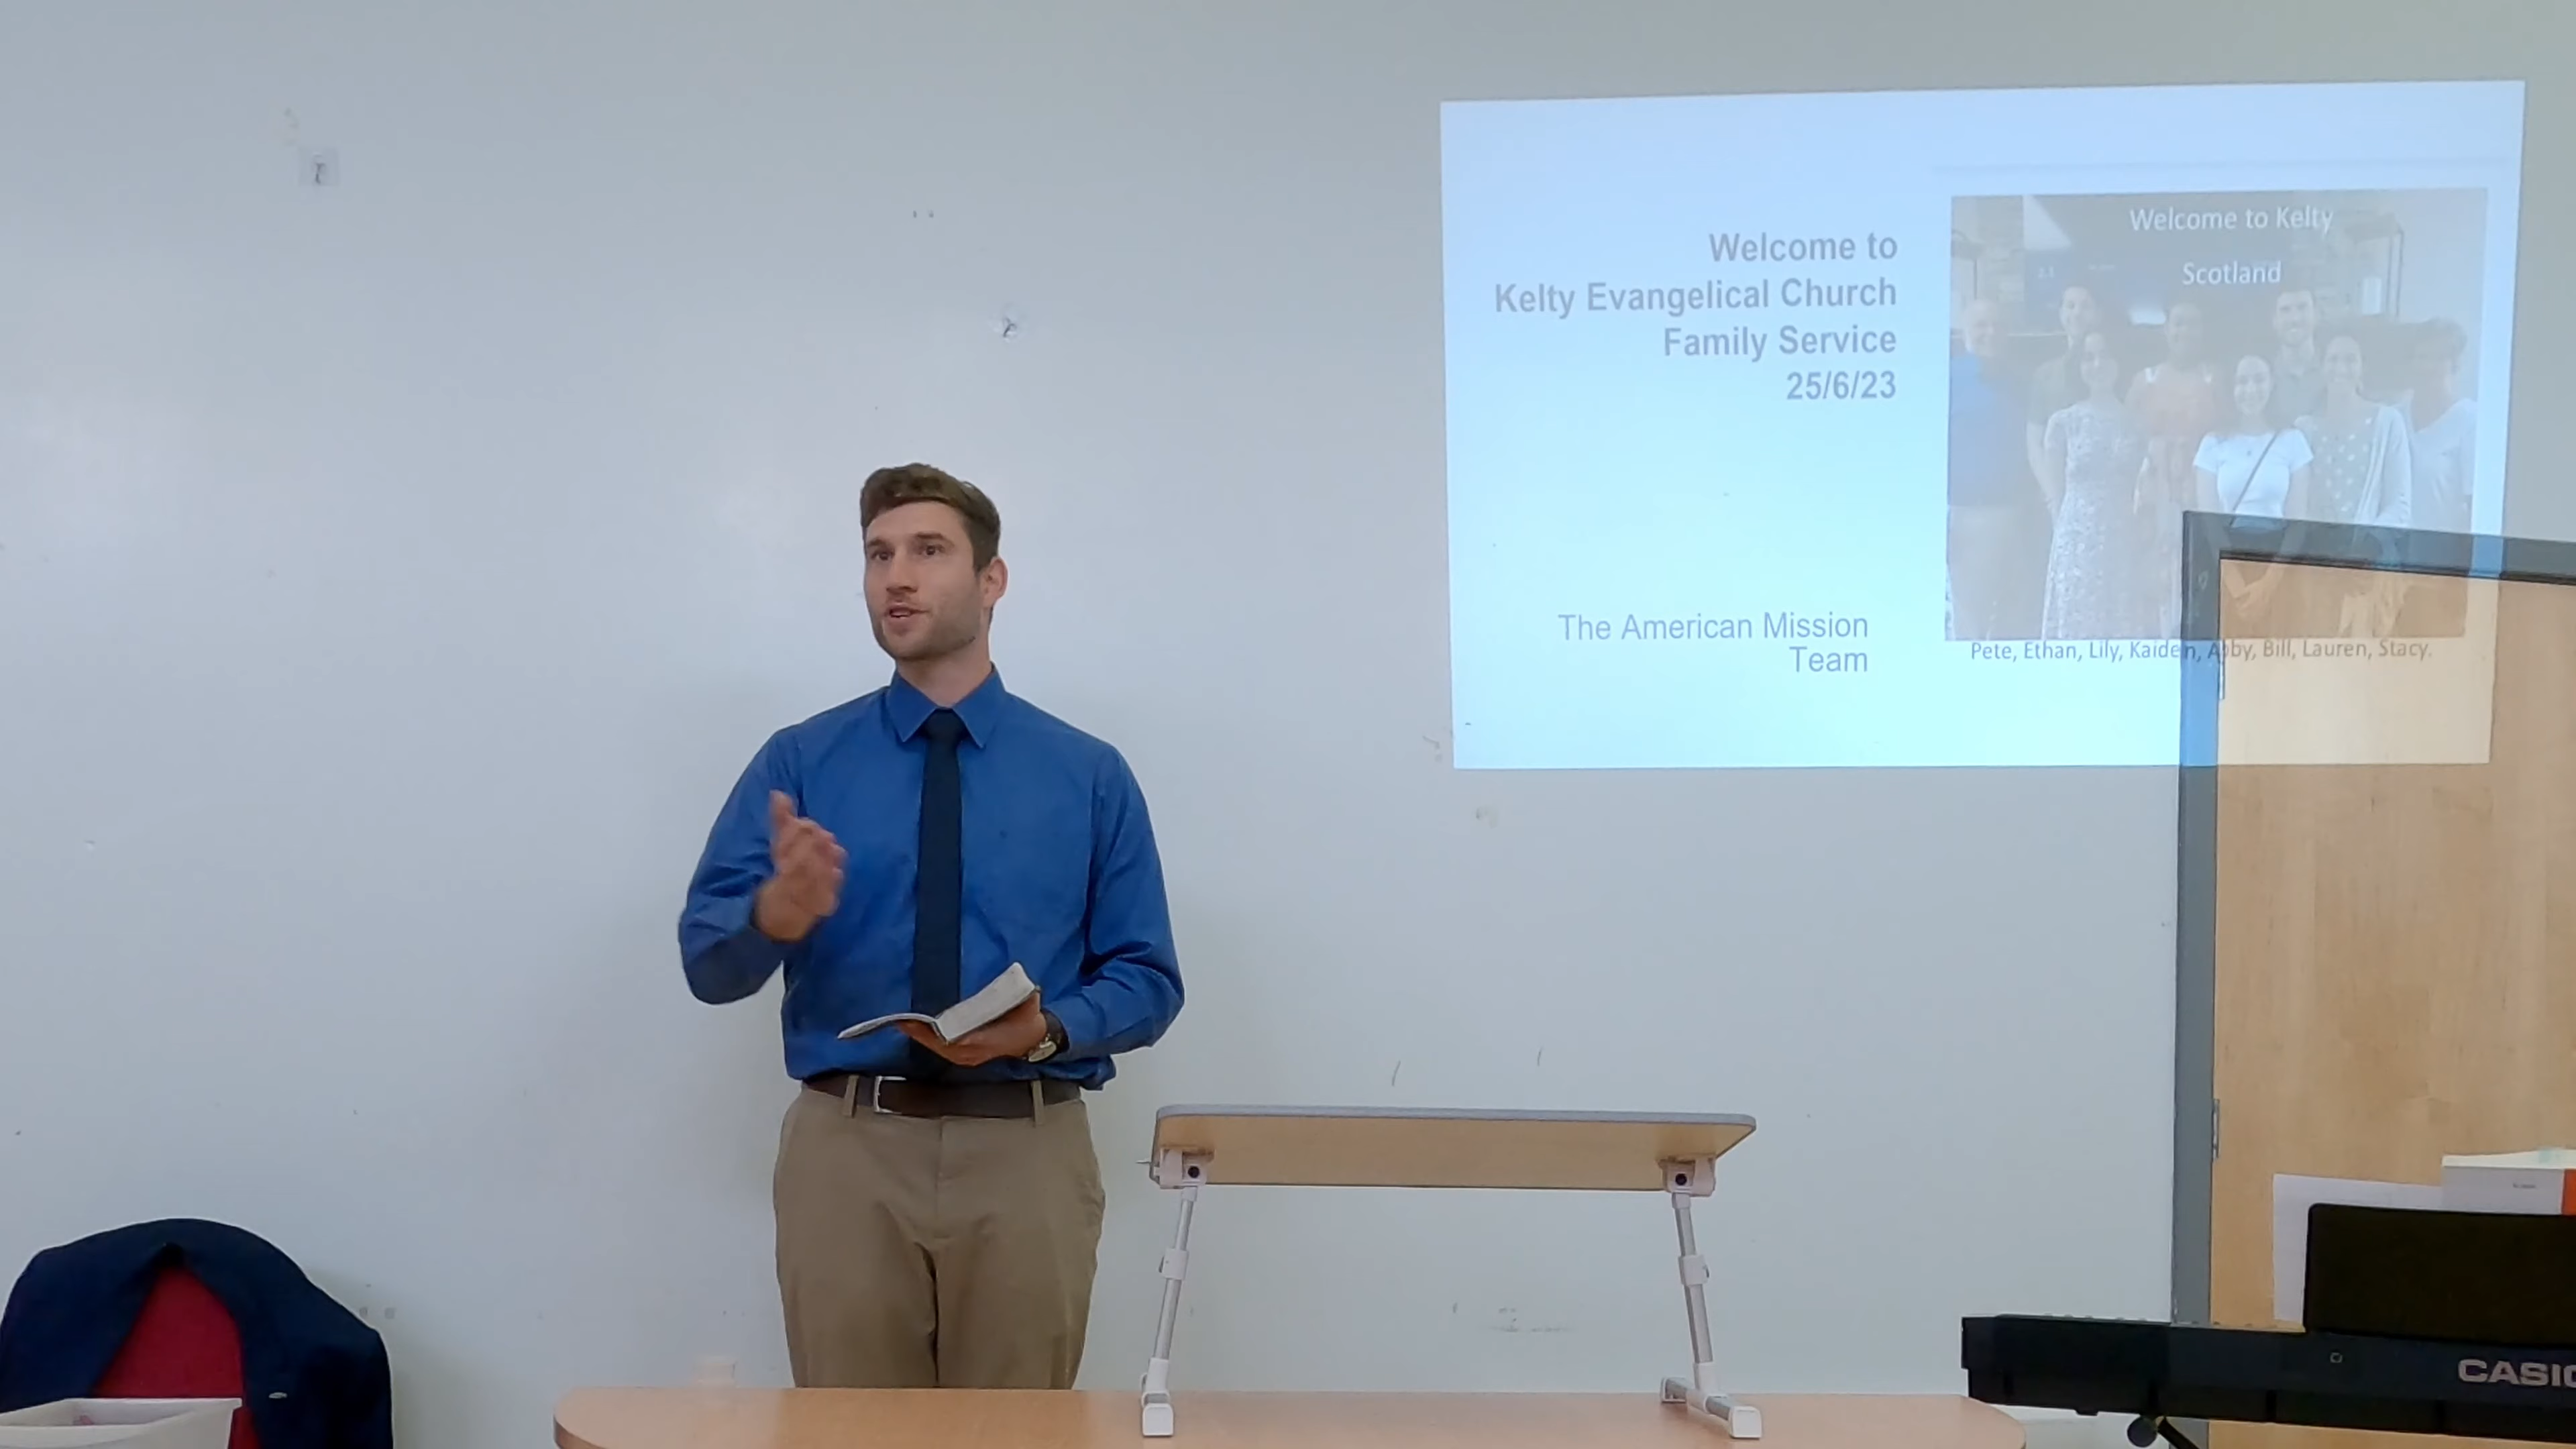 Welcome to
Kelty Evangelical Church
Family Service
25/6/23
The American Mission
Team
Welcome to Kelty
Scotland
Pete, Ethan, Lily, Kaiden, Abby, Bill, Lauren, Stacy.
CASIO